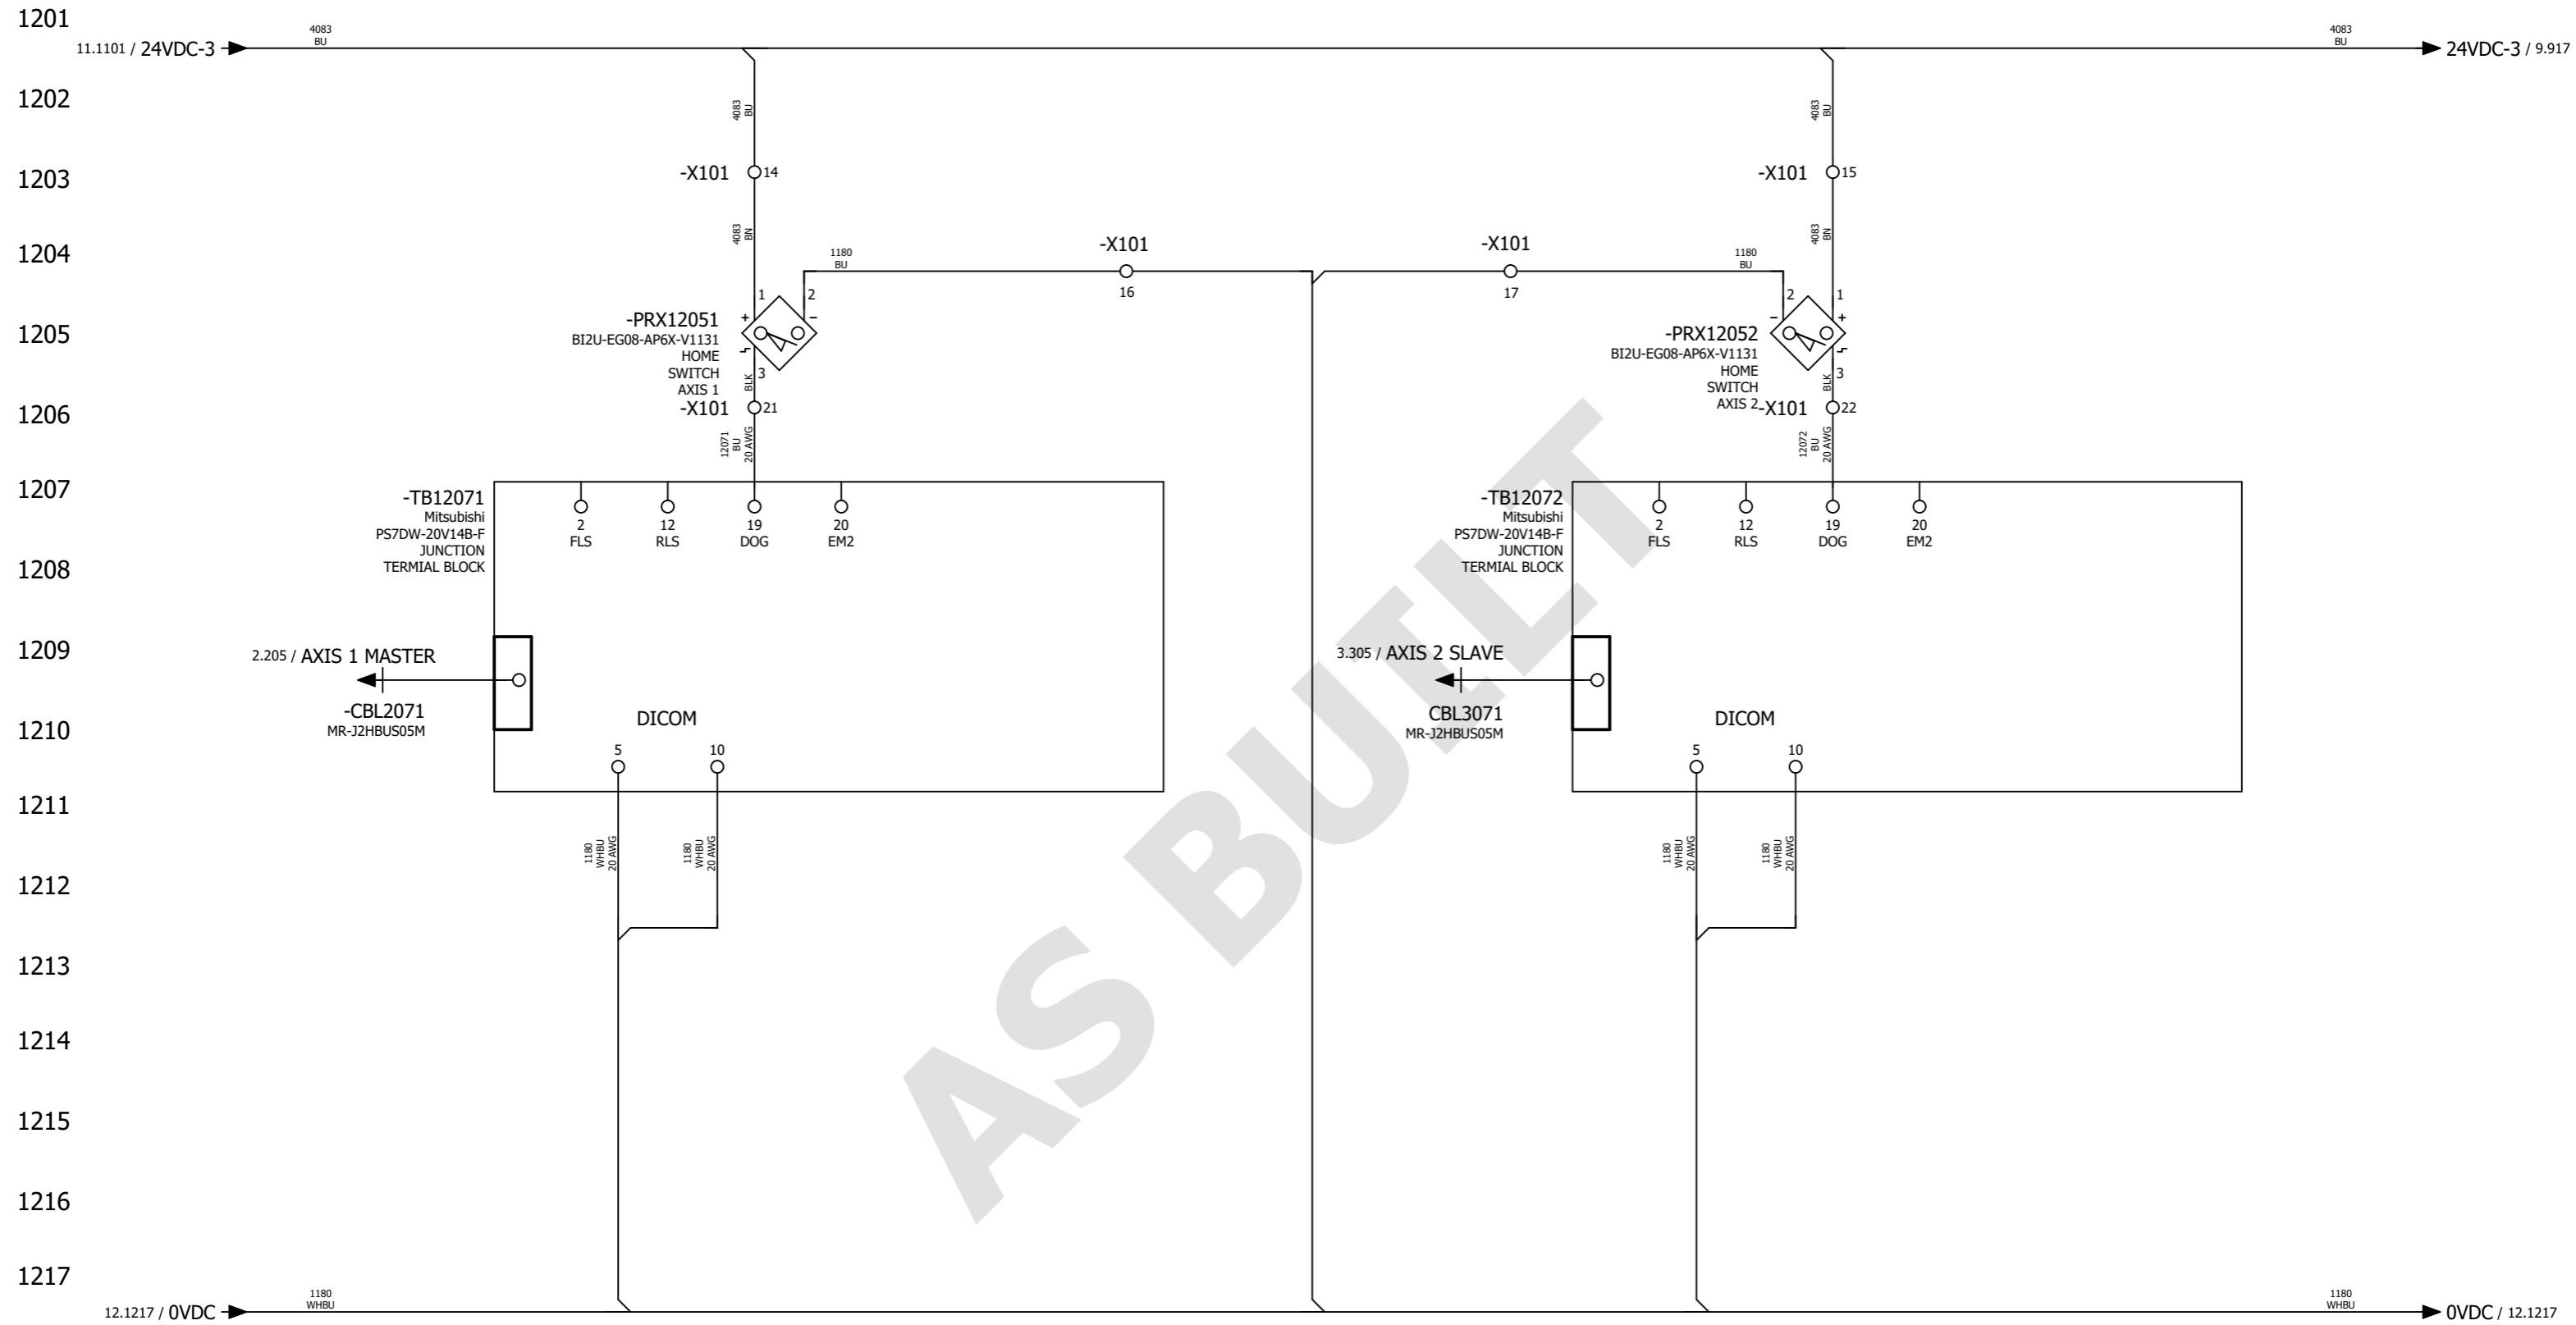 1201
11.1101 / 24VDC-3
4083
BU
4083
BU
24VDC-3 / 9.917
1202
4083
BU
4083
BU
1203
-X101
14
-X101
15
1204
4083
BN
1180
BU
-X101
16
-X101
17
1180
BU
4083
BN
1205
1
2
+
-
-PRX12051
BI2U-EG08-AP6X-V1131
HOME
SWITCH
AXIS 1
BLK
3
2
1
-
+
-PRX12052
BI2U-EG08-AP6X-V1131
HOME
SWITCH
AXIS 2
BLK
3
1206
-X101
21
12071
BU
20 AWG
-X101
22
12072
BU
20 AWG
1207
-TB12071
Mitsubishi
PS7DW-20V14B-F
JUNCTION
TERMIAL BLOCK
2
FLS
12
RLS
19
DOG
20
EM2
-TB12072
Mitsubishi
PS7DW-20V14B-F
JUNCTION
TERMIAL BLOCK
2
FLS
12
RLS
19
DOG
20
EM2
1208
1209
2.205 / AXIS 1 MASTER
-CBL2071
MR-J2HBUS05M
3.305 / AXIS 2 SLAVE
CBL3071
MR-J2HBUS05M
1210
DICOM
5
10
DICOM
5
10
1211
1180
WHBU
20 AWG
1180
WHBU
20 AWG
1180
WHBU
20 AWG
1180
WHBU
20 AWG
1212
1213
1214
1215
1216
1217
12.1217 / 0VDC
1180
WHBU
1180
WHBU
0VDC / 12.1217
AS BUILT